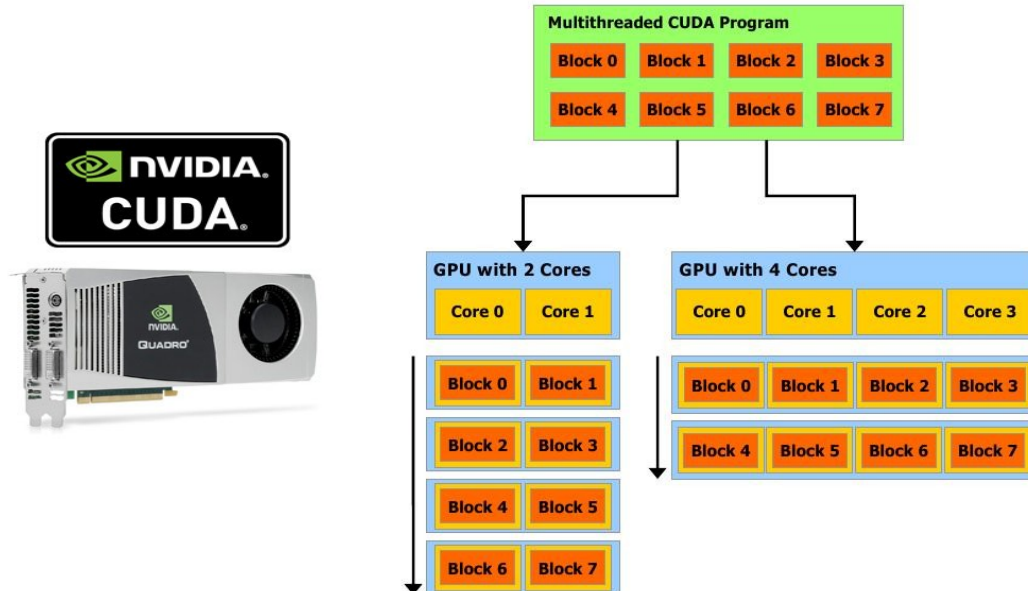 NVIDIA.
CUDA.
NVIDIA.
QUADRO
Multithreaded CUDA Program
Block 0 Block 1 Block 2 Block 3
Block 4 Block 5 Block 6 Block 7
GPU with 2 Cores
Core 0 Core 1
Block 0 Block 1
Block 2 Block 3
Block 4 Block 5
Block 6 Block 7
GPU with 4 Cores
Core 0 Core 1 Core 2 Core 3
Block 0 Block 1 Block 2 Block 3
Block 4 Block 5 Block 6 Block 7